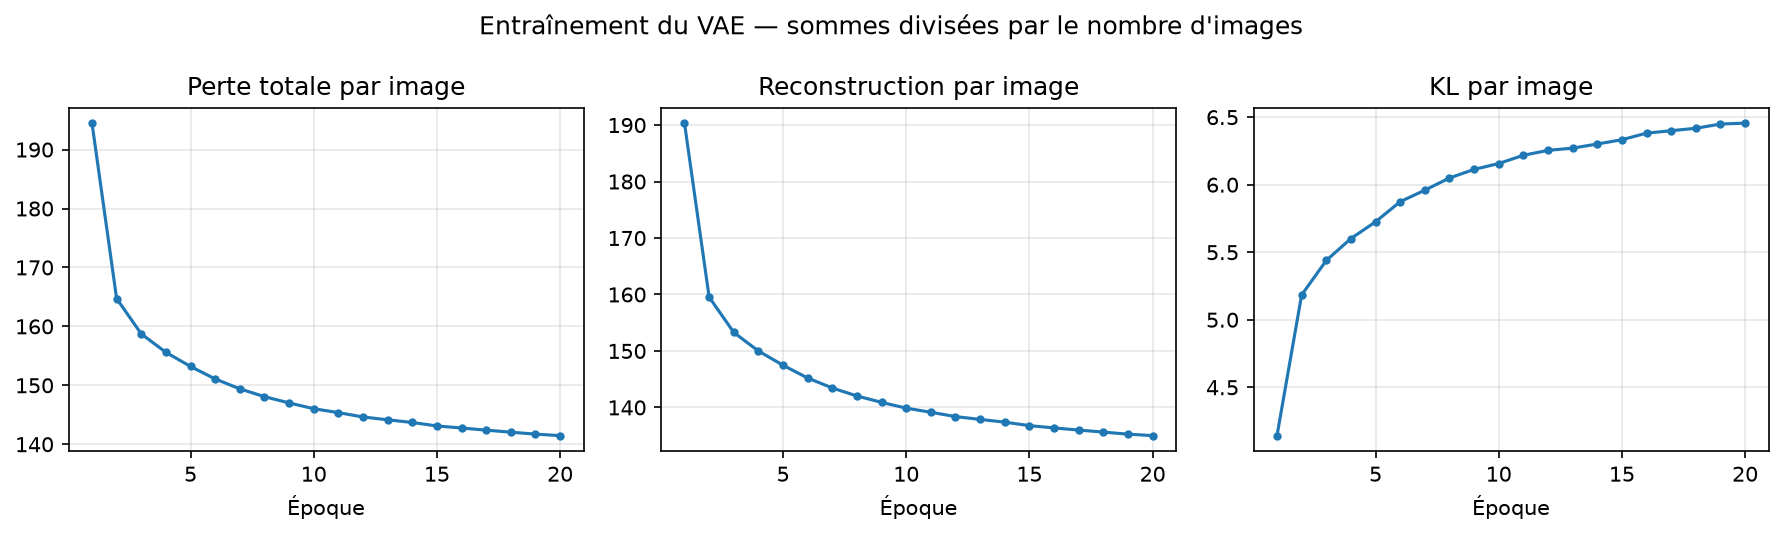 Entraînement du VAE — sommes divisées par le nombre d'images
Perte totale par image
190
180
170
160
150
140
5 10 15 20
Époque
Reconstruction par image
190
180
170
160
150
140
5 10 15 20
Époque
KL par image
6.5
6.0
5.5
5.0
4.5
5 10 15 20
Époque